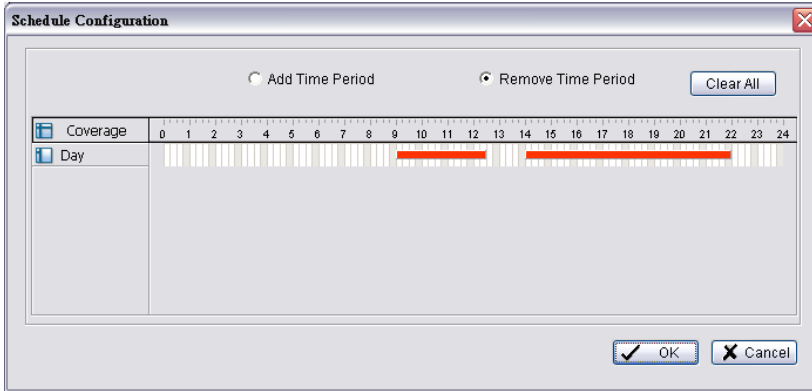 Schedule Configuration
Add Time Period Remove Time Period Clear All
Coverage 0 1 2 3 4 5 6 7 8 9 10 11 12 13 14 15 16 17 18 19 20 21 22 23 24
Day
OK Cancel